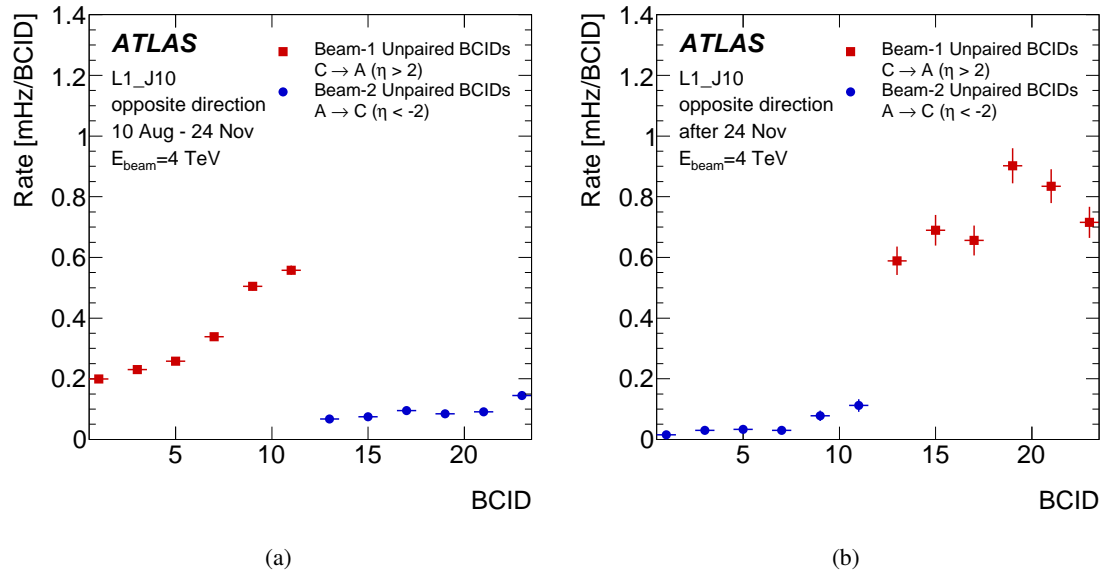 Rate [mHz/BCID]
1.4
1.2
1
0.8
0.6
0.4
0.2
0
ATLAS
L1_J10
opposite direction
10 Aug - 24 Nov
E_beam=4 TeV
Beam-1 Unpaired BCIDs
C → A (η > 2)
Beam-2 Unpaired BCIDs
A → C (η < -2)
5 10 15 20
BCID
(a)
Rate [mHz/BCID]
1.4
1.2
1
0.8
0.6
0.4
0.2
0
ATLAS
L1_J10
opposite direction
after 24 Nov
E_beam=4 TeV
Beam-1 Unpaired BCIDs
C → A (η > 2)
Beam-2 Unpaired BCIDs
A → C (η < -2)
5 10 15 20
BCID
(b)